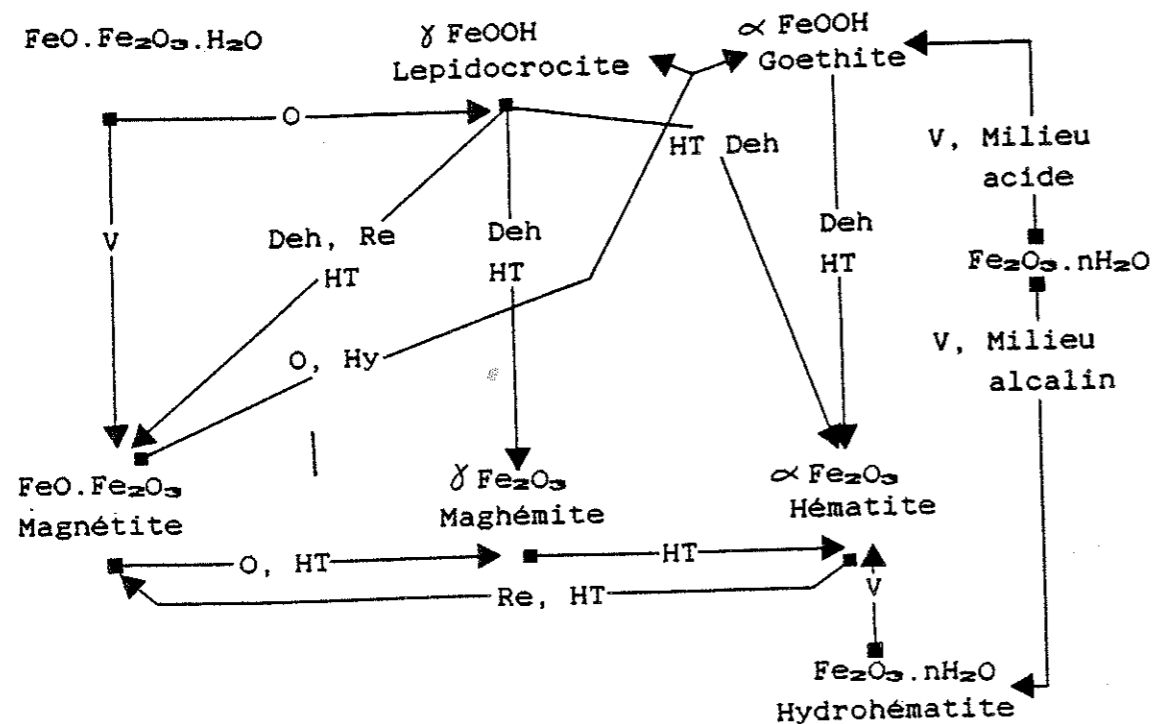 FeO.Fe₂O₃.H₂O
γ FeOOH
Lepidocrocite
α FeOOH
Goethite
O
HT Deh
V, Milieu
acide
V
Deh, Re
HT
Deh
HT
Deh
HT
Fe₂O₃.nH₂O
O, Hy
V, Milieu
alcalin
FeO.Fe₂O₃
Magnétite
γ Fe₂O₃
Maghémite
α Fe₂O₃
Hématite
O, HT
HT
Re, HT
V
Fe₂O₃.nH₂O
Hydrohématite